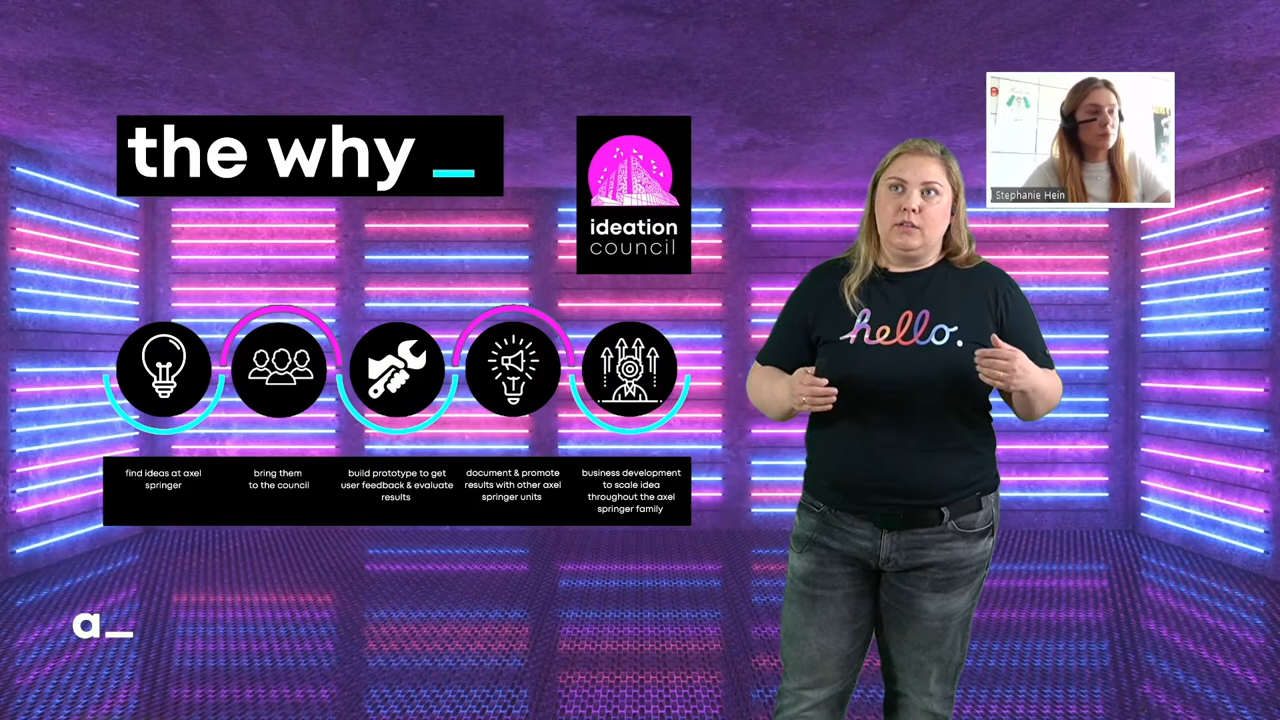 the why _
ideation
council
Stephanie Hein
hello.
find ideas at axel
springer
bring them
to the council
build prototype to get
user feedback & evaluate
results
document & promote
results with other axel
springer units
business development
to scale idea
throughout the axel
springer family
a_